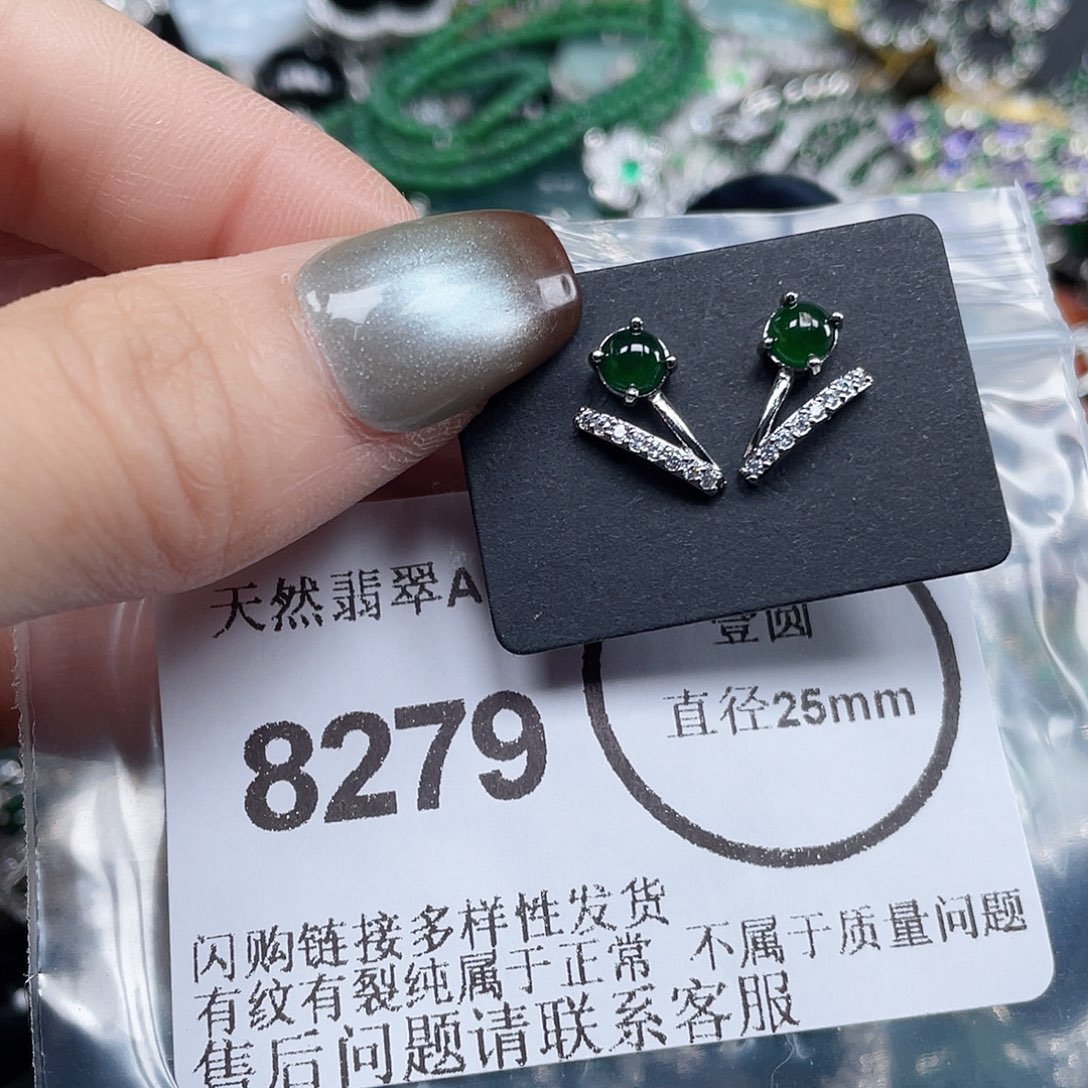 天然翡翠A
壹圆
8279
直径25mm
闪购链接多样性发货
有纹有裂纯属于正常 不属于质量问题
售后问题请联系客服